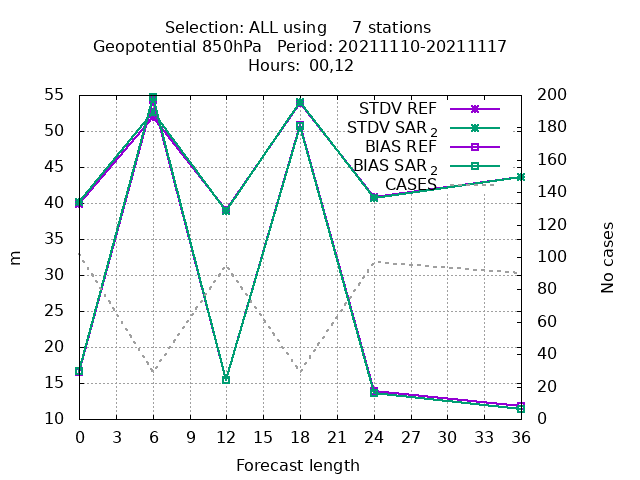 Selection: ALL using 7 stations
Geopotential 850hPa Period: 20211110-20211117
Hours: 00,12
STDV REF
STDV SAR 2
BIAS REF
BIAS SAR 2
CASES
m
55
50
45
40
35
30
25
20
15
10
No cases
200
180
160
140
120
100
80
60
40
20
0
0 3 6 9 12 15 18 21 24 27 30 33 36
Forecast length